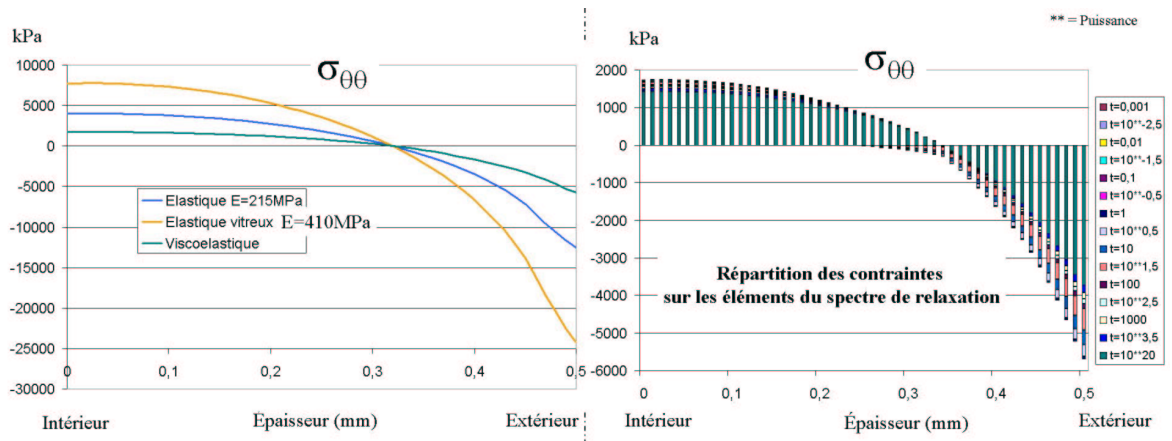 kPa
σθθ
10000
5000
0
-5000
-10000
-15000
-20000
-25000
-30000
Elastique E=215MPa
Elastique vitreux E=410MPa
Viscoelastique
0
0,1
0,2
0,3
0,4
0,5
Intérieur
Épaisseur (mm)
Extérieur
** = Puissance
kPa
σθθ
2000
1000
0
-1000
-2000
-3000
-4000
-5000
-6000
Répartition des contraintes
sur les éléments du spectre de relaxation
0
0,1
0,2
0,3
0,4
0,5
Intérieur
Épaisseur (mm)
Extérieur
t=0,001
t=10**-2,5
t=0,01
t=10**-1,5
t=0,1
t=10**-0,5
t=1
t=10**0,5
t=10
t=10**1,5
t=100
t=10**2,5
t=1000
t=10**3,5
t=10**20